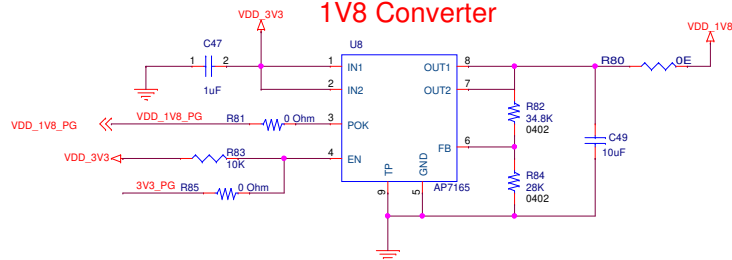 1V8 Converter
VDD_3V3
VDD_1V8
C47
U8
1 2
1 IN1
OUT1 8
R80 0E
1uF
2 IN2
OUT2 7
R82
34.8K
0402
VDD_1V8_PG
VDD_1V8_PG R81 0 Ohm
3 POK
C49
10uF
FB 6
VDD_3V3
R83
10K
4 EN
TP
GND
R84
28K
0402
3V3_PG R85 0 Ohm
9
5
AP7165